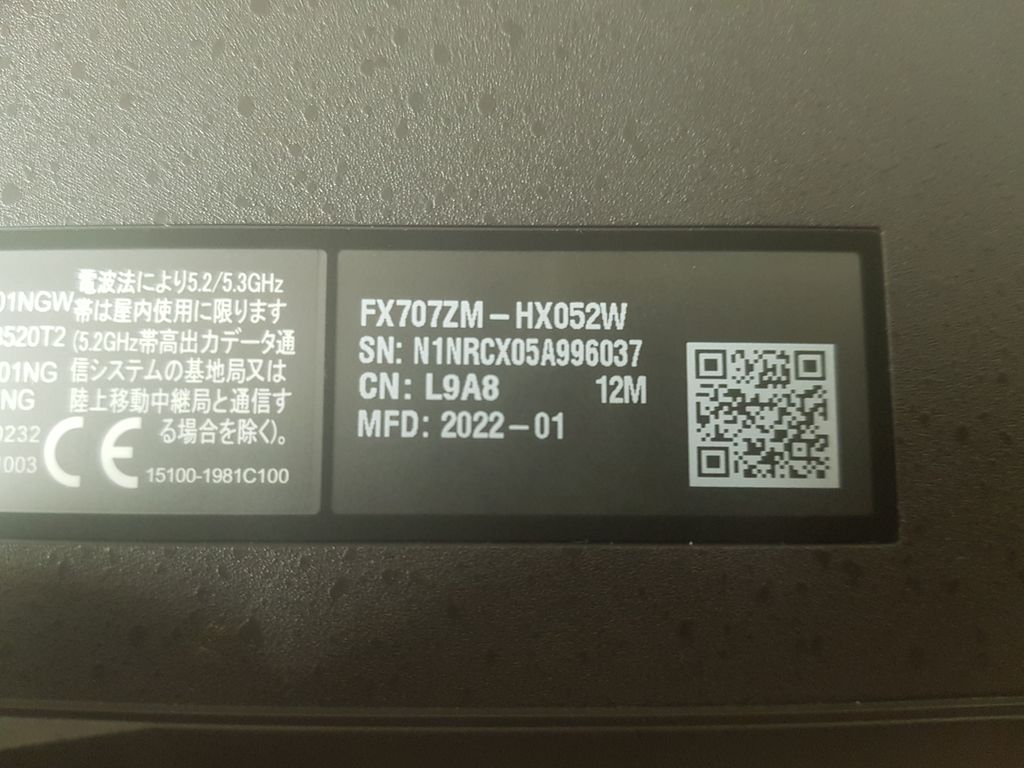 01NGW
8520T2
01NG
NG
0232
1003
電波法により5.2/5.3GHz
帯は屋内使用に限ります
(5.2GHz帯高出力データ通
信システムの基地局又は
陸上移動中継局と通信す
る場合を除く)。
CE
15100-1981C100
FX707ZM-HX052W
SN: N1NRCX05A996037
CN: L9A8 12M
MFD: 2022-01